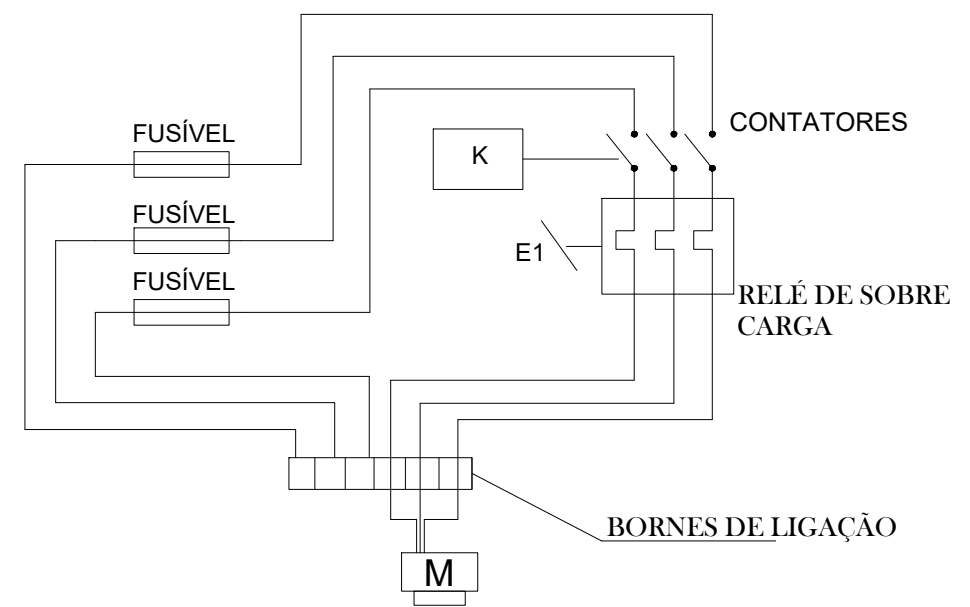 FUSÍVEL
CONTATORES
K
FUSÍVEL
E1
FUSÍVEL
RELÉ DE SOBRE
CARGA
BORNES DE LIGAÇÃO
M